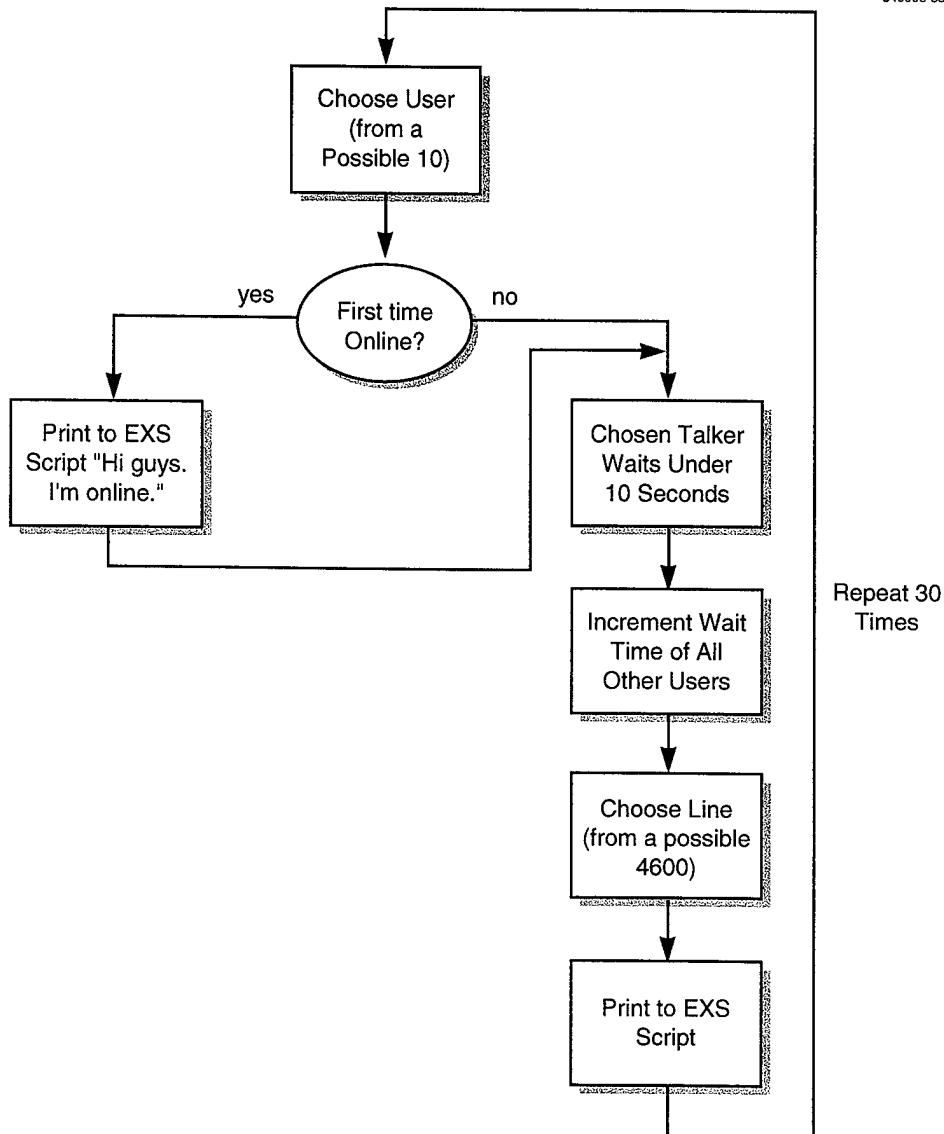 Choose User
(from a
Possible 10)
yes
First time
Online?
no
Print to EXS
Script "Hi guys.
I'm online."
Chosen Talker
Waits Under
10 Seconds
Increment Wait
Time of All
Other Users
Repeat 30
Times
Choose Line
(from a possible
4600)
Print to EXS
Script